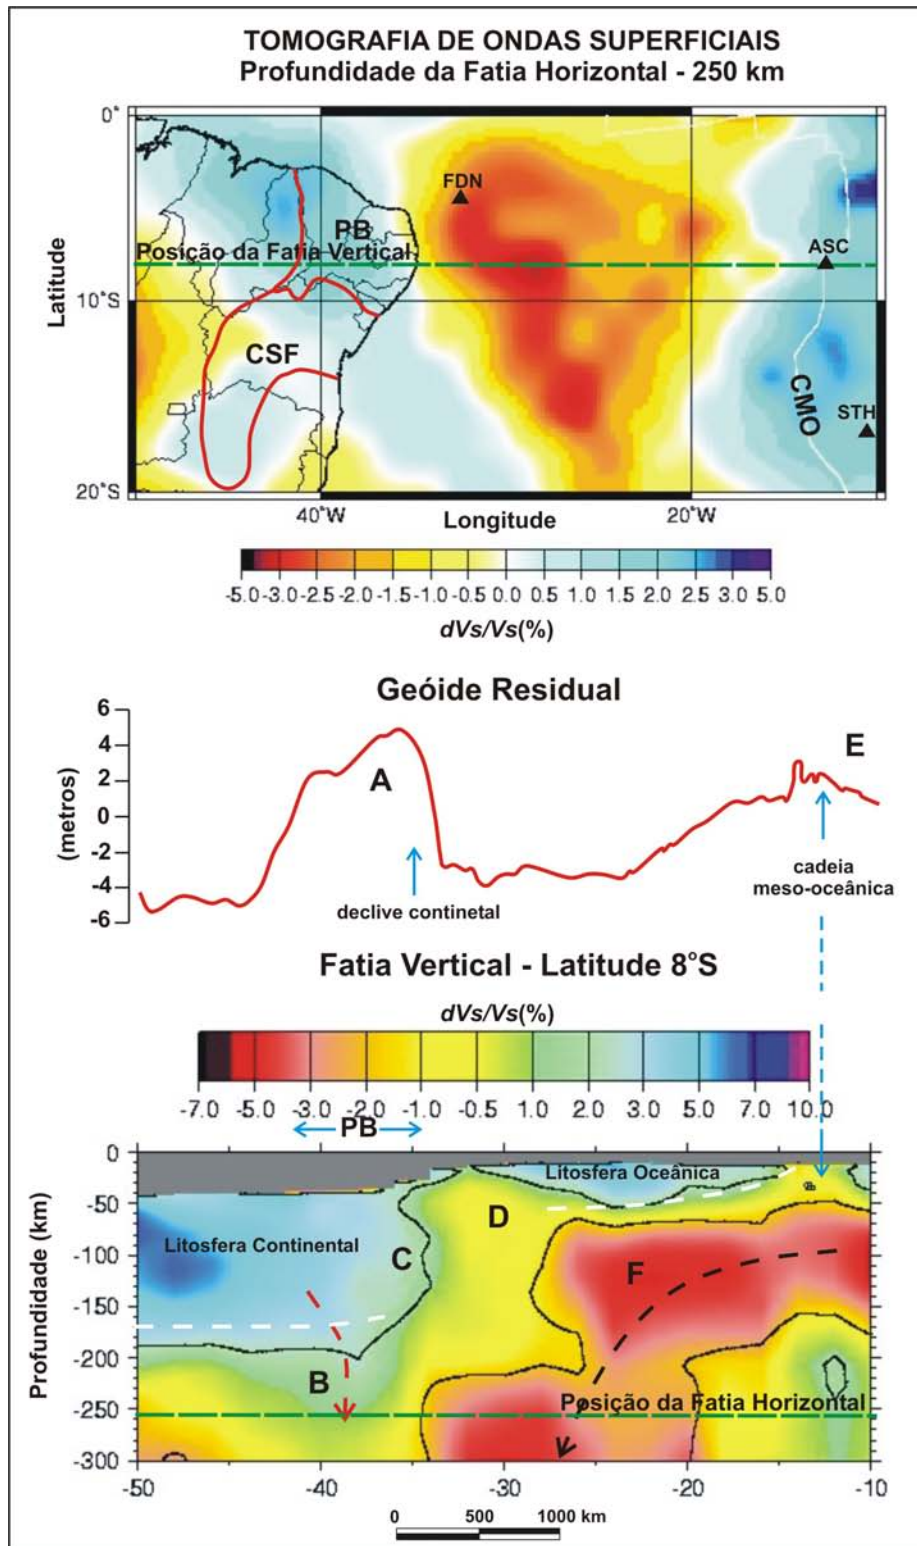 TOMOGRAFIA DE ONDAS SUPERFICIAIS
Profundidade da Fatia Horizontal - 250 km
0°
FDN
PB
Posição da Fatia Vertical
ASC
Latitude
10°S
CSF
CMO
STH
20°S
40°W
Longitude
20°W
-5.0 -3.0 -2.5 -2.0 -1.5 -1.0 -0.5 0.0 0.5 1.0 1.5 2.0 2.5 3.0 5.0
dVs/Vs(%)
Geóide Residual
6
4
2
0
-2
-4
-6
(metros)
A
E
declive continetal
cadeia
meso-oceânica
Fatia Vertical - Latitude 8°S
dVs/Vs(%)
-7.0 -5.0 -3.0 -2.0 -1.0 -0.5 1.0 2.0 3.0 5.0 7.0 10.0
PB
0
-50
-100
-150
-200
-250
-300
Profundidade (km)
Litosfera Oceânica
D
Litosfera Continental
C
F
B
Posição da Fatia Horizontal
-50 -40 -30 -20 -10
0 500 1000 km